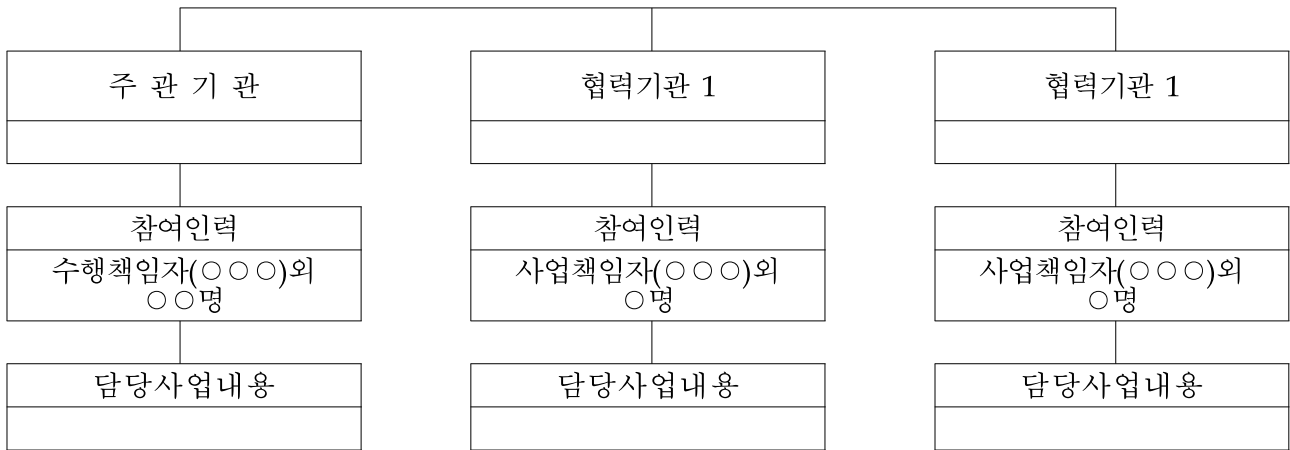 주 관 기 관
협력기관 1
협력기관 1
참여인력
참여인력
참여인력
수행책임자(○○○)외
○○명
사업책임자(○○○)외
○명
사업책임자(○○○)외
○명
담당사업내용
담당사업내용
담당사업내용